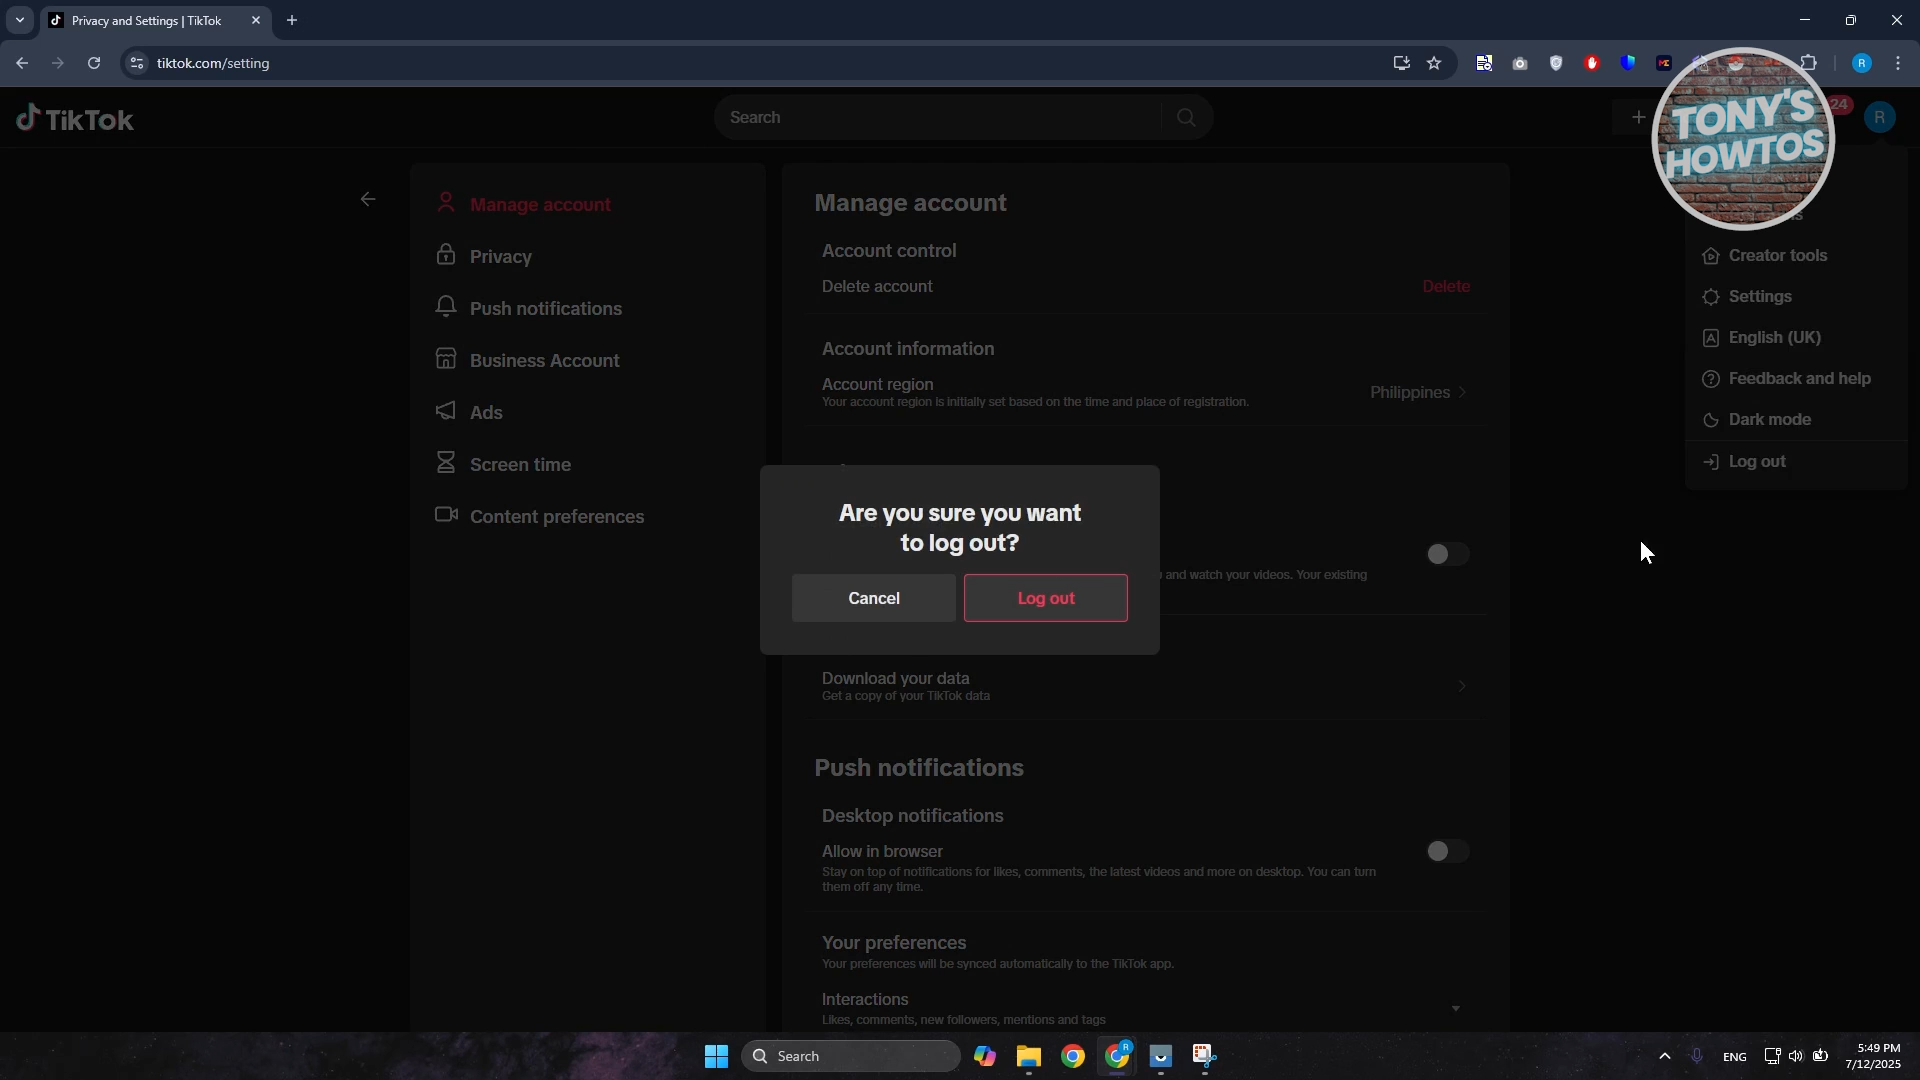 Privacy and Settings | TikTok
tiktok.com/setting
R
TONY'S
HOWTOS
TikTok
Search
24
R
Manage account
Privacy
Push notifications
Business Account
Ads
Screen time
Content preferences
Manage account
Account control
Delete account
Delete
Account information
Account region
Philippines
Your account region is initially set based on the time and place of registration.
and watch your videos. Your existing
Download your data
Get a copy of your TikTok data
Push notifications
Desktop notifications
Allow in browser
Stay on top of notifications for likes, comments, the latest videos and more on desktop. You can turn
them off any time.
Your preferences
Your preferences will be synced automatically to the TikTok app.
Interactions
Likes, comments, new followers, mentions and tags
Creator tools
Settings
English (UK)
Feedback and help
Dark mode
Log out
Are you sure you want
to log out?
Cancel
Log out
Search
R
ENG
5:49 PM
7/12/2025